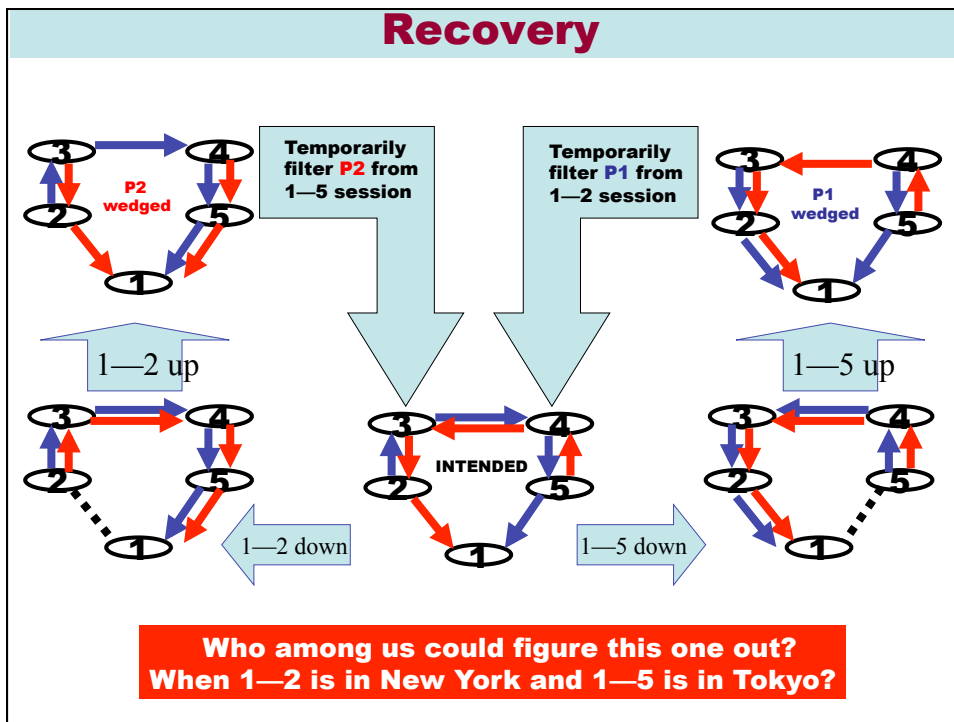 Recovery
3
4
P2
wedged
2
5
1
Temporarily
filter P2 from
1—5 session
Temporarily
filter P1 from
1—2 session
3
4
P1
wedged
2
5
1
1—2 up
1—5 up
3
4
2
5
1
3
4
INTENDED
2
5
1
3
4
2
5
1
1—2 down
1—5 down
Who among us could figure this one out?
When 1—2 is in New York and 1—5 is in Tokyo?